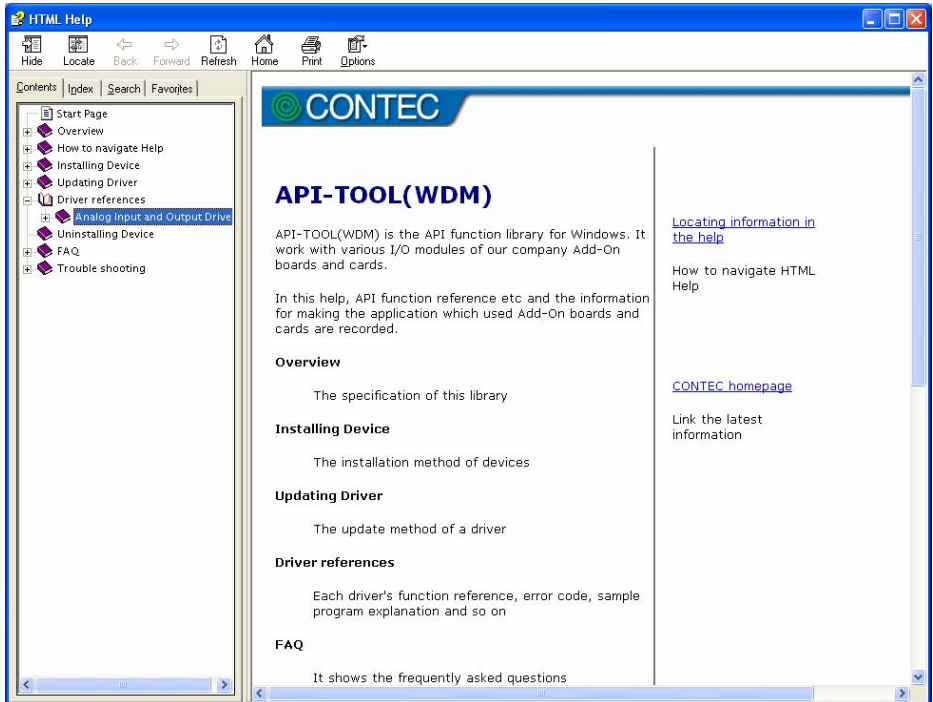 HTML Help
Hide Locate Back Forward Refresh Home Print Options
Contents Index Search Favorites
Start Page
Overview
How to navigate Help
Installing Device
Updating Driver
Driver references
Analog Input and Output Drive
Uninstalling Device
FAQ
Trouble shooting
CONTEC
API-TOOL(WDM)
API-TOOL(WDM) is the API function library for Windows. It
work with various I/O modules of our company Add-On
boards and cards.
In this help, API function reference etc and the information
for making the application which used Add-On boards and
cards are recorded.
Overview
The specification of this library
Installing Device
The installation method of devices
Updating Driver
The update method of a driver
Driver references
Each driver's function reference, error code, sample
program explanation and so on
FAQ
It shows the frequently asked questions
Locating information in
the help
How to navigate HTML
Help
CONTEC homepage
Link the latest
information